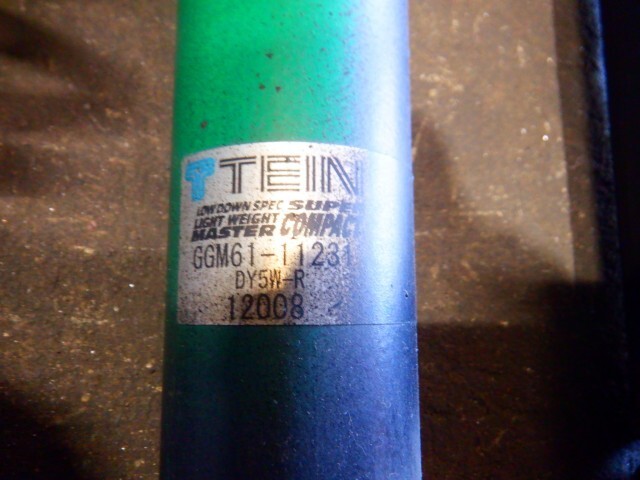 TEIN
LOW DOWN SPEC SUPER
LIGHT WEIGHT COMPACT
MASTER
GGM61-11231
DY5W-R
12008